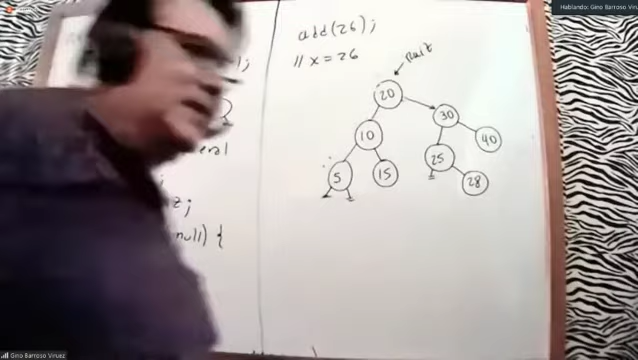 Hablando: Gino Barroso Viruez
add(26);
// x = 26
raiz
20
10
30
40
5
15
25
28
null) {
Gino Barroso Viruez